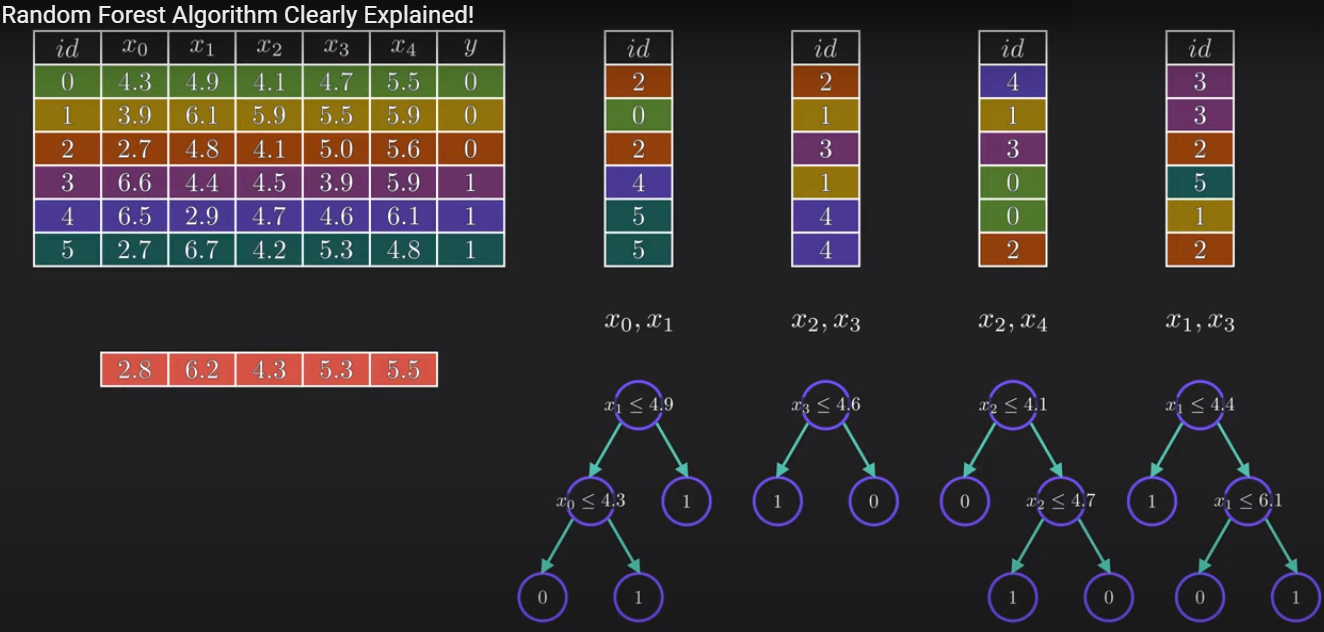 Random Forest Algorithm Clearly Explained!
id x₀ x₁ x₂ x₃ x₄ y
0 4.3 4.9 4.1 4.7 5.5 0
1 3.9 6.1 5.9 5.5 5.9 0
2 2.7 4.8 4.1 5.0 5.6 0
3 6.6 4.4 4.5 3.9 5.9 1
4 6.5 2.9 4.7 4.6 6.1 1
5 2.7 6.7 4.2 5.3 4.8 1
id
2
0
2
4
5
5
id
2
1
3
1
4
4
id
4
1
3
0
0
2
id
3
3
2
5
1
2
x₀, x₁
x₂, x₃
x₂, x₄
x₁, x₃
2.8 6.2 4.3 5.3 5.5
x₁ ≤ 4.9
x₀ ≤ 4.3
1
0
1
x₃ ≤ 4.6
1
0
x₂ ≤ 4.1
0
x₂ ≤ 4.7
1
0
x₁ ≤ 4.4
1
x₁ ≤ 6.1
0
1